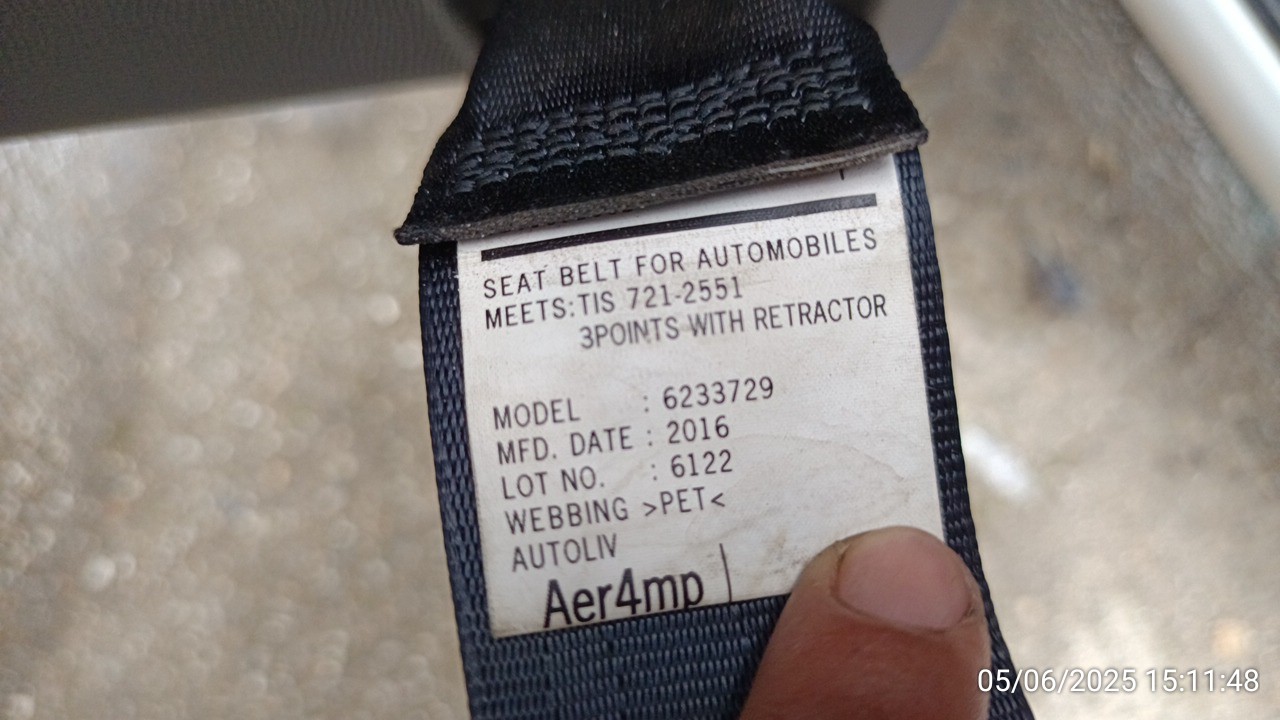 SEAT BELT FOR AUTOMOBILES
MEETS: TIS 721-2551
3POINTS WITH RETRACTOR
MODEL : 6233729
MFD. DATE : 2016
LOT NO. : 6122
WEBBING >PET<
AUTOLIV
Aer4mp
05/06/2025 15:11:48